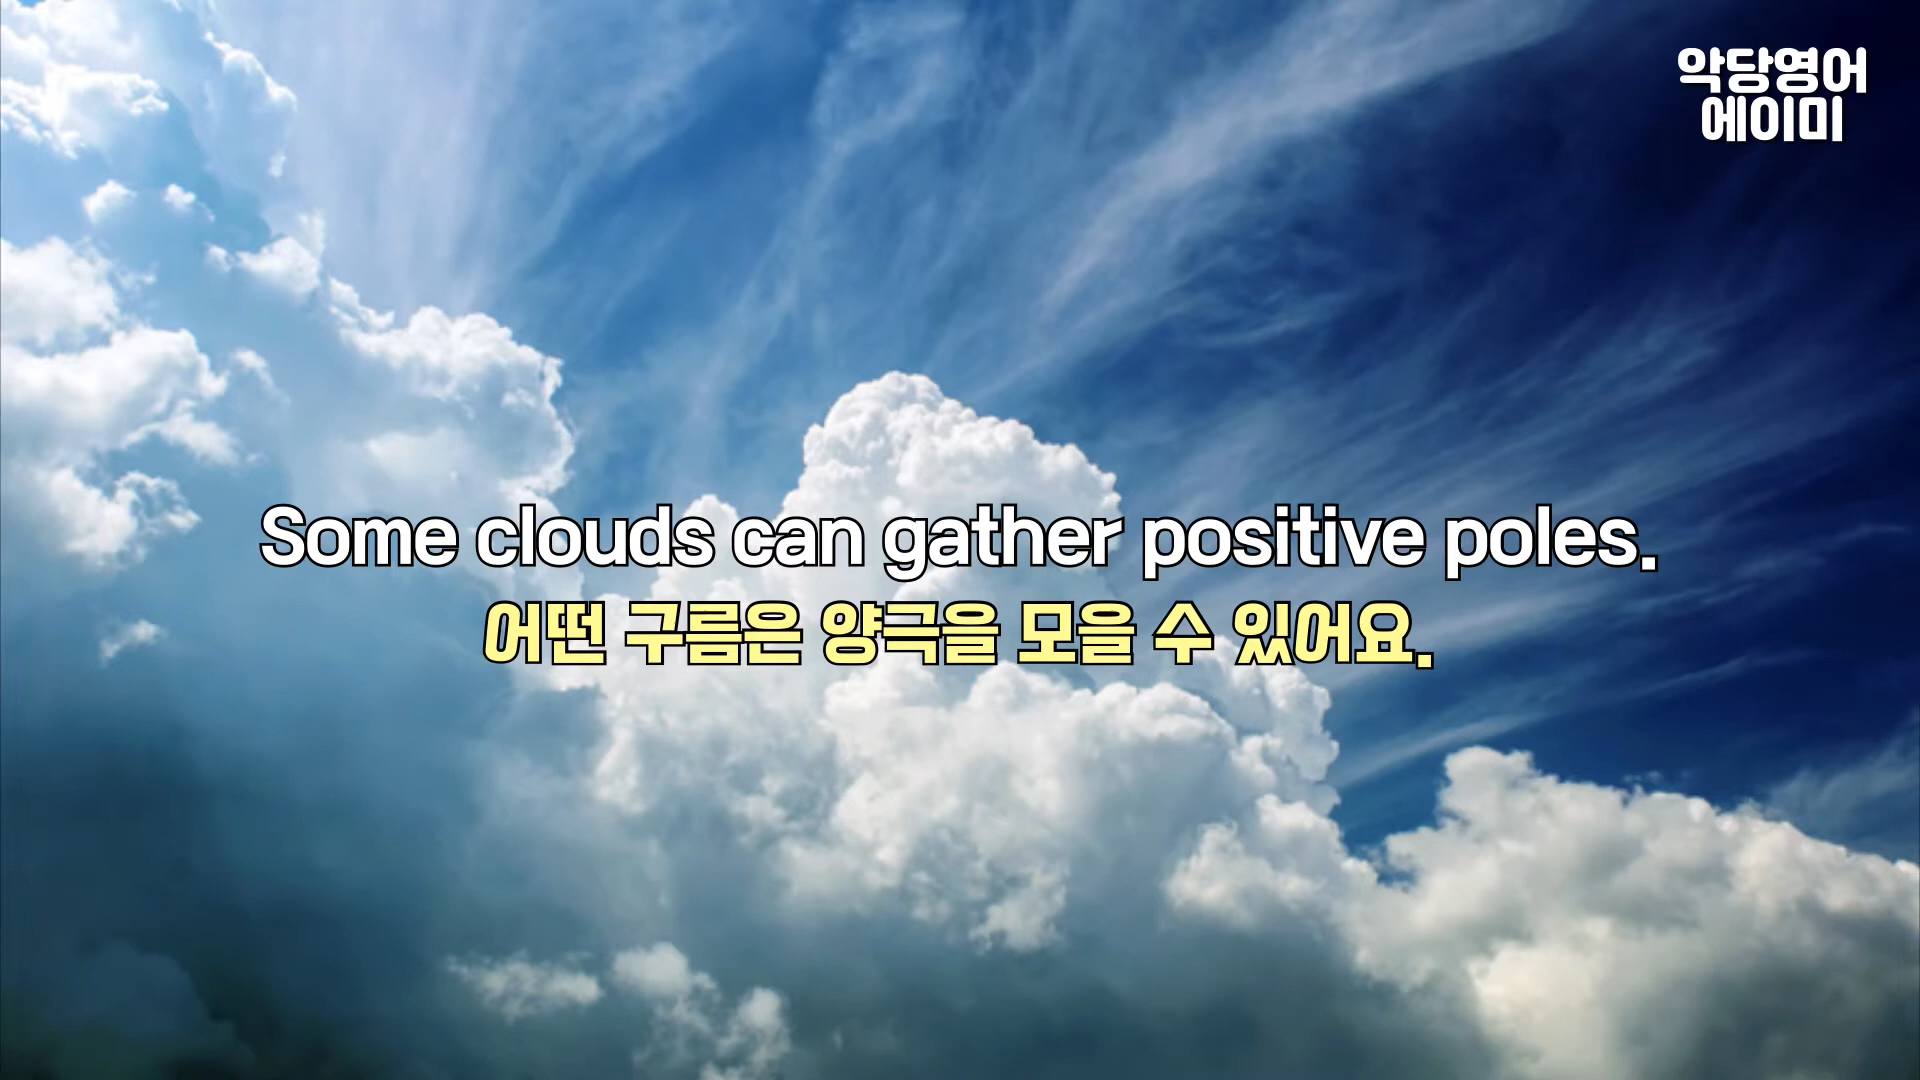 악당영어
에이미
Some clouds can gather positive poles.
어떤 구름은 양극을 모을 수 있어요.